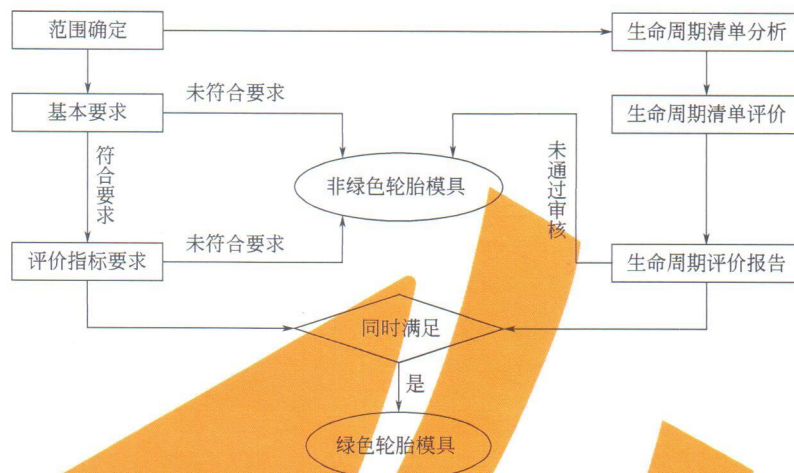 范围确定
生命周期清单分析
基本要求
未符合要求
生命周期清单评价
符合要求
非绿色轮胎模具
未通过审核
评价指标要求
未符合要求
生命周期评价报告
同时满足
是
绿色轮胎模具